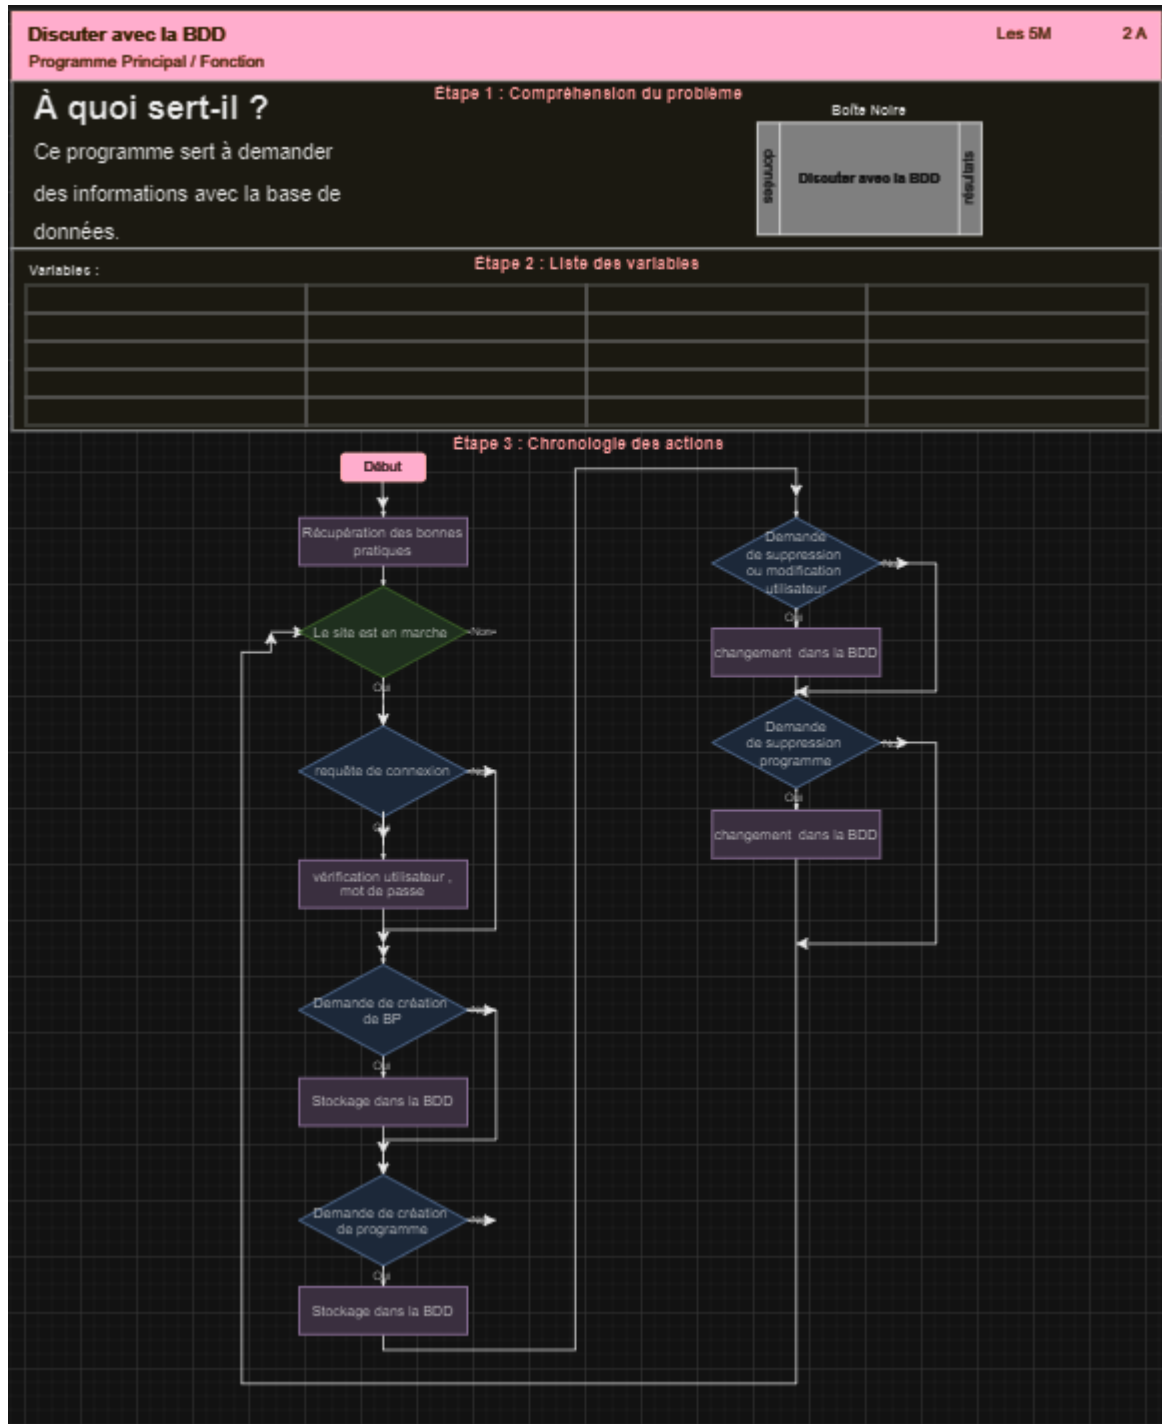 Discuter avec la BDD
Les 5M
2 A
Programme Principal / Fonction
Étape 1 : Compréhension du problème
À quoi sert-il ?
Ce programme sert à demander
des informations avec la base de
données.
Boîte Noire
données
Discuter avec la BDD
résultats
Étape 2 : Liste des variables
Variables :
Étape 3 : Chronologie des actions
Début
Récupération des bonnes
pratiques
Le site est en marche
Non
Oui
requête de connexion
Oui
vérification utilisateur ,
mot de passe
Demande de création
de BP
Oui
Stockage dans la BDD
Demande de création
de programme
Oui
Stockage dans la BDD
Demande
de suppression
ou modification
utilisateur
Oui
changement dans la BDD
Demande
de suppression
programme
Oui
changement dans la BDD